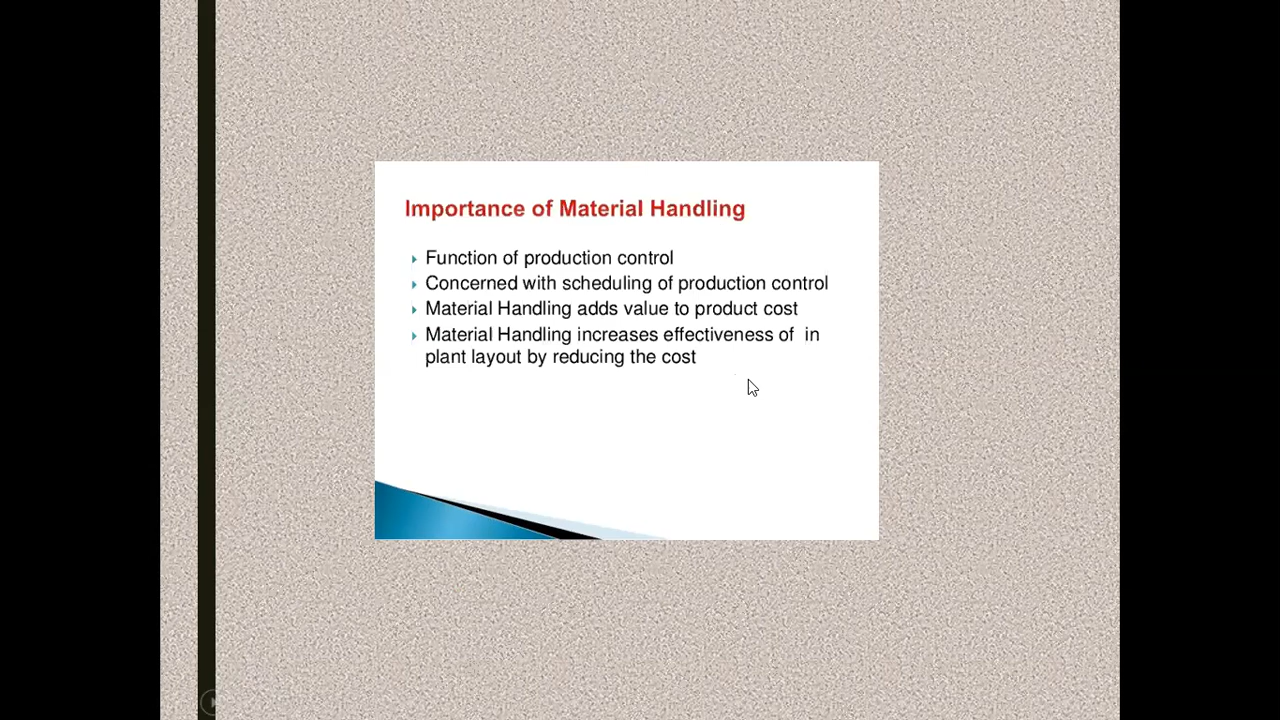 Importance of Material Handling
Function of production control
Concerned with scheduling of production control
Material Handling adds value to product cost
Material Handling increases effectiveness of  in
plant layout by reducing the cost